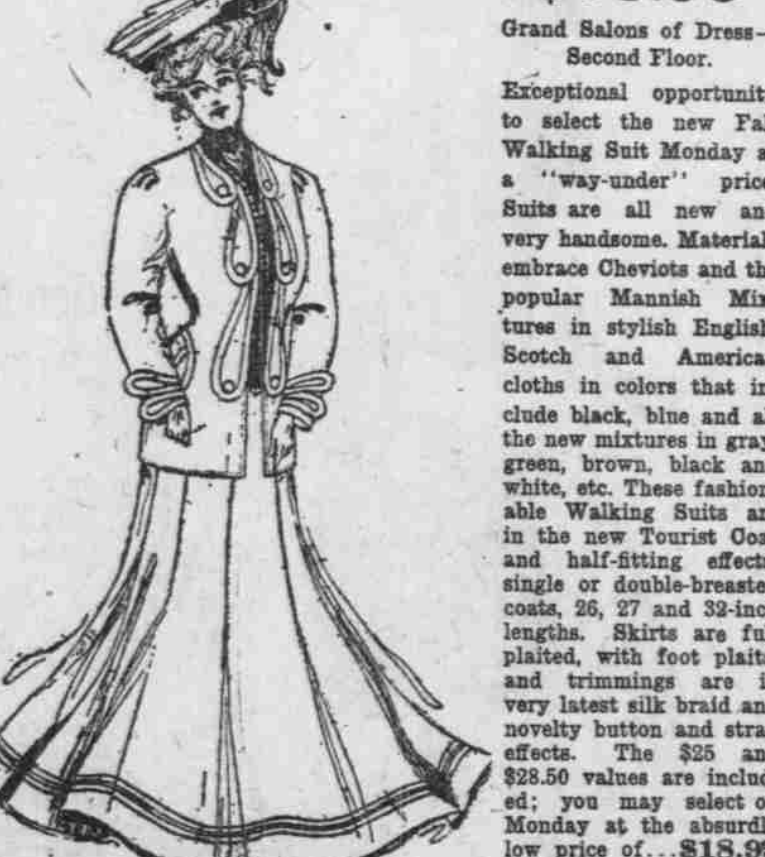 Grand Salons of Dress—
Second Floor.
Exceptional opportunit
to select the new Fal
Walking Suit Monday a
a "way-under" price
Suits are all new an
very handsome. Material
embrace Cheviots and th
popular Mannish Mix
tures in stylish English
Scotch and America
cloths in colors that in
clude black, blue and al
the new mixtures in gray
green, brown, black an
white, etc. These fashion
able Walking Suits ar
in the new Tourist Coa
and half-fitting effects
single or double-breaste
coats, 26, 27 and 32-inc
lengths. Skirts are ful
plaited, with foot plaits
and trimmings are i
very latest silk braid an
novelty button and stra
effects. The $25 an
$28.50 values are includ
ed; you may select o
Monday at the absurdl
low price of...$18.9